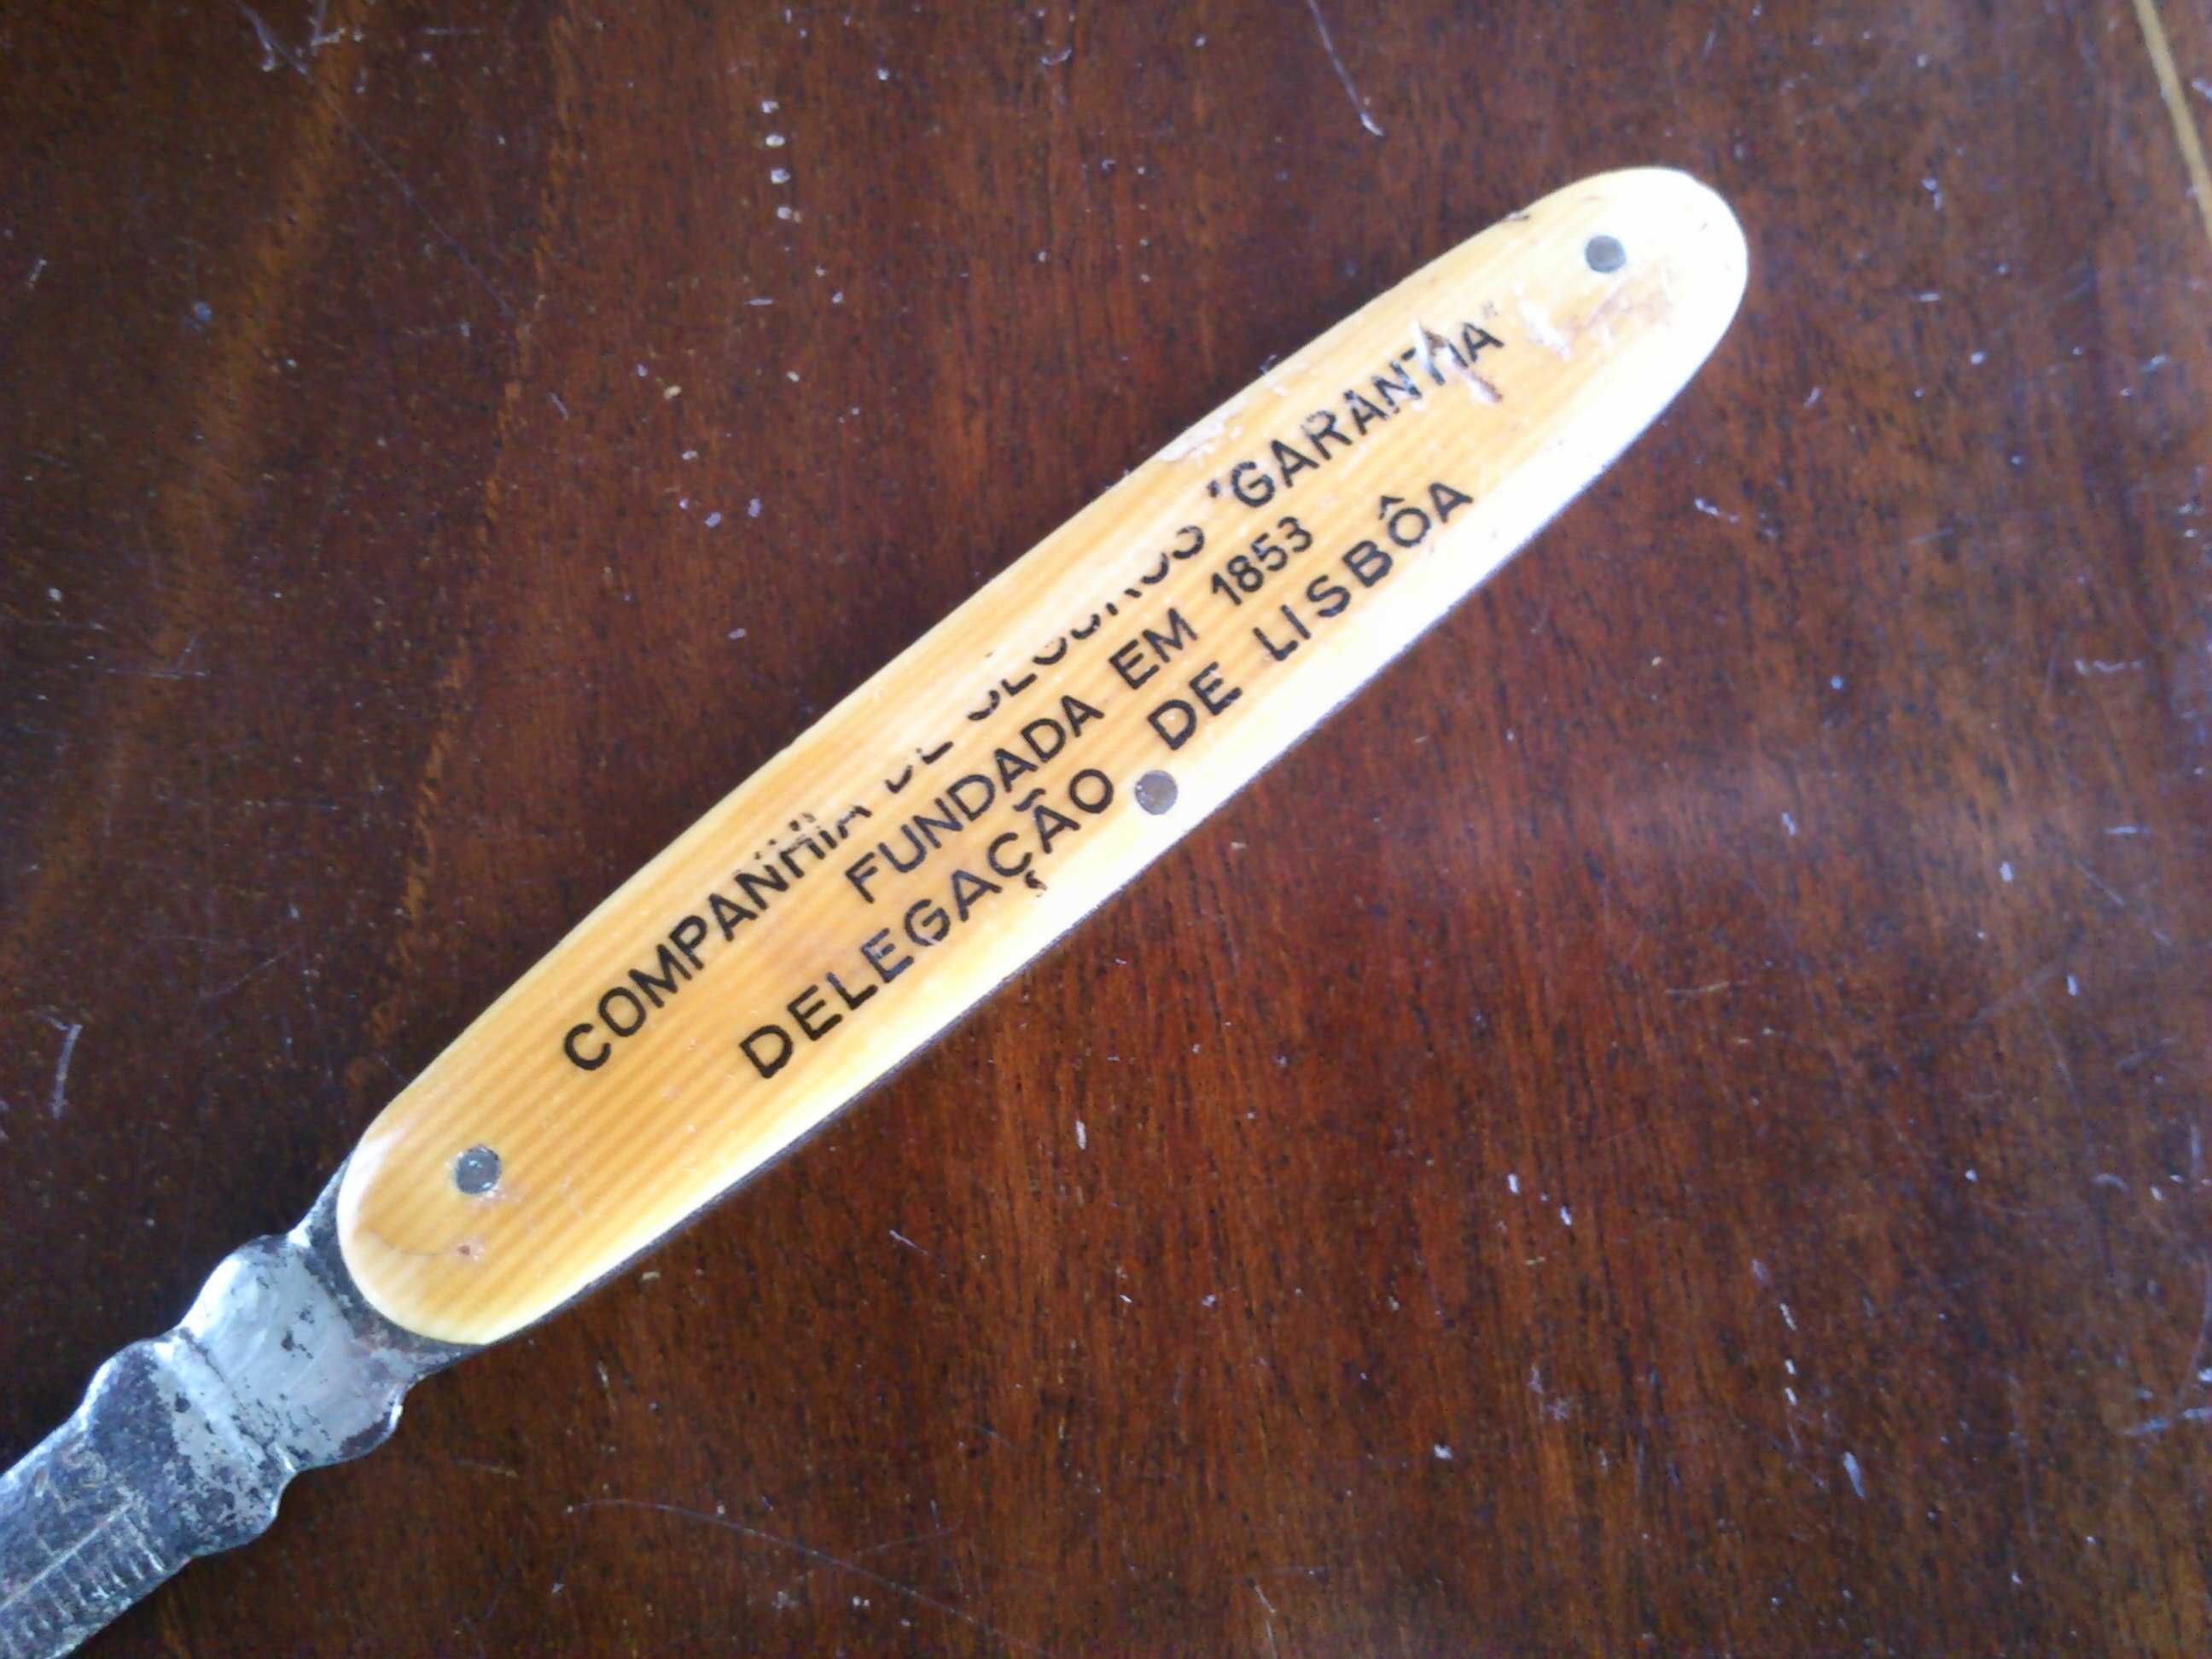 COMPANHIA DE SEGUROS "GARANTIA"
FUNDADA EM 1853
DELEGAÇÃO DE LISBÔA